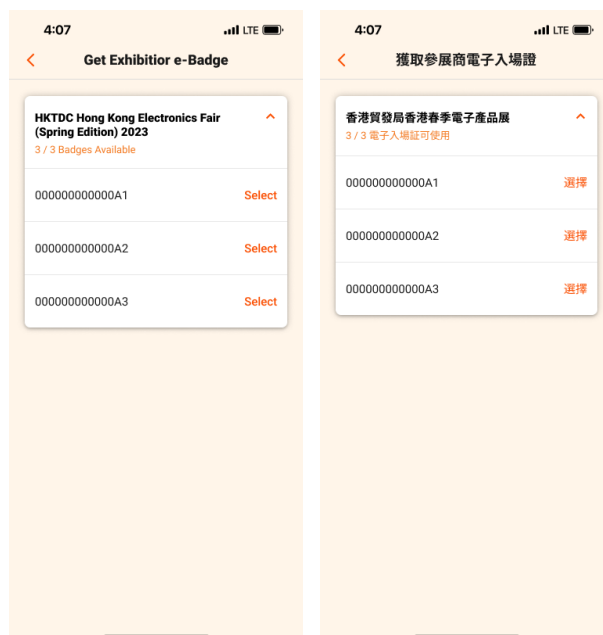 4:07
LTE
Get Exhibitior e-Badge
HKTDC Hong Kong Electronics Fair
(Spring Edition) 2023
3 / 3 Badges Available
000000000000A1 Select
000000000000A2 Select
000000000000A3 Select
4:07
LTE
獲取參展商電子入場證
香港貿發局香港春季電子產品展
3 / 3 電子入場証可使用
000000000000A1 選擇
000000000000A2 選擇
000000000000A3 選擇